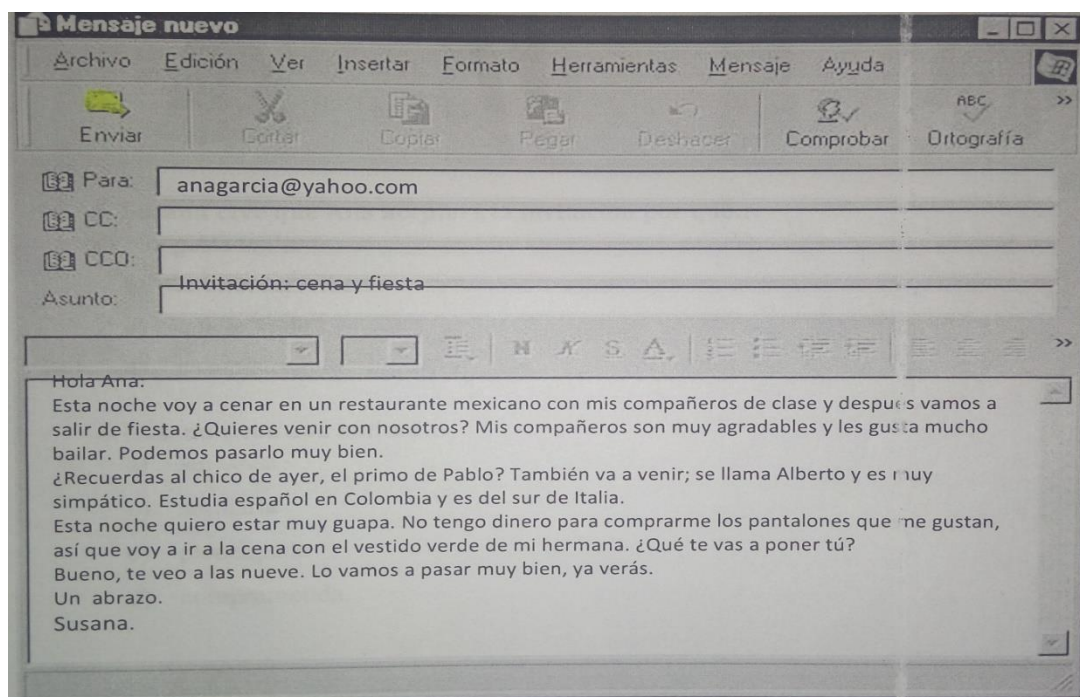 Mensaje nuevo
Archivo Edición Ver Insertar Formato Herramientas Mensaje Ayuda
Enviar Cortar Copiar Pegar Deshacer Comprobar ABC Ortografía
Para: anagarcia@yahoo.com
CC:
CCO:
Asunto: Invitación: cena y fiesta
N K S A
Hola Ana:
Esta noche voy a cenar en un restaurante mexicano con mis compañeros de clase y después vamos a
salir de fiesta. ¿Quieres venir con nosotros? Mis compañeros son muy agradables y les gusta mucho
bailar. Podemos pasarlo muy bien.
¿Recuerdas al chico de ayer, el primo de Pablo? También va a venir; se llama Alberto y es muy
simpático. Estudia español en Colombia y es del sur de Italia.
Esta noche quiero estar muy guapa. No tengo dinero para comprarme los pantalones que me gustan,
así que voy a ir a la cena con el vestido verde de mi hermana. ¿Qué te vas a poner tú?
Bueno, te veo a las nueve. Lo vamos a pasar muy bien, ya verás.
Un abrazo.
Susana.